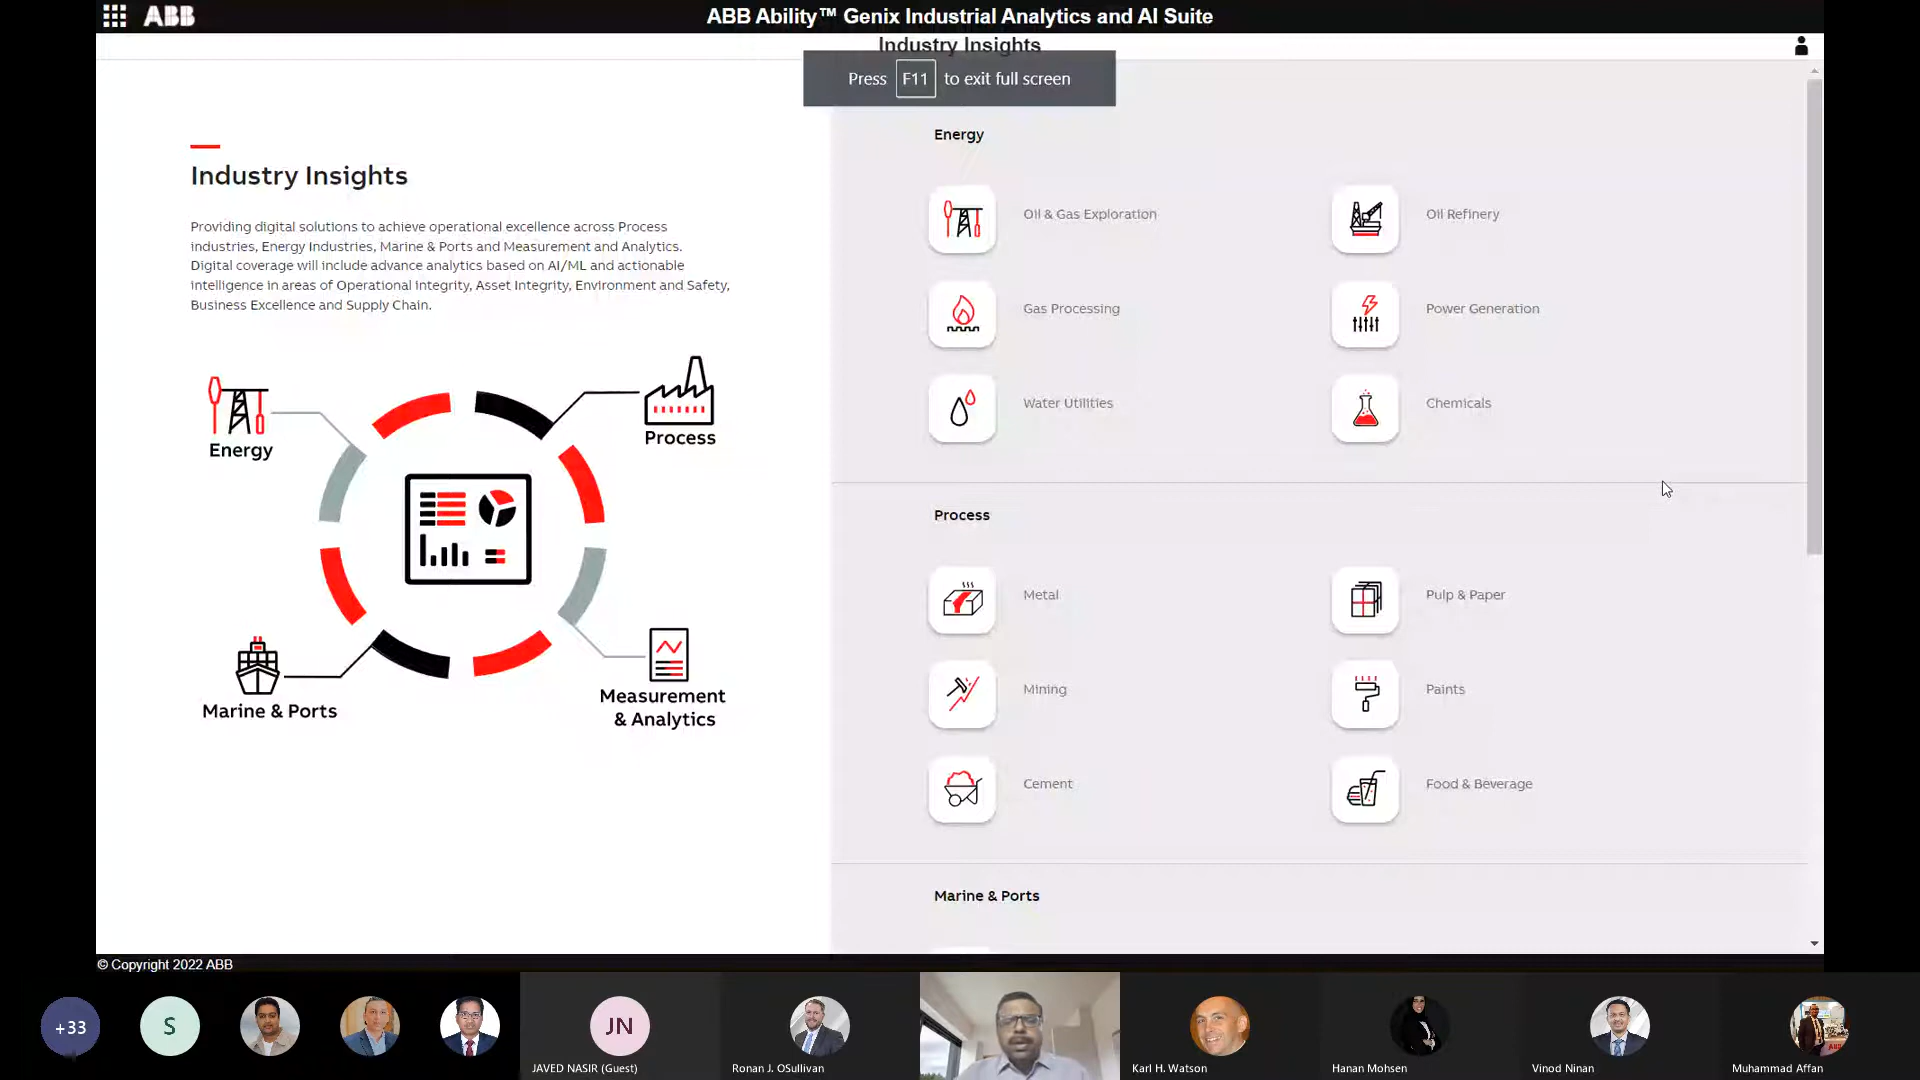 ABB
ABB Ability™ Genix Industrial Analytics and AI Suite
Industry Insights
Press F11 to exit full screen
Industry Insights
Providing digital solutions to achieve operational excellence across Process
industries, Energy Industries, Marine & Ports and Measurement and Analytics.
Digital coverage will include advance analytics based on AI/ML and actionable
intelligence in areas of Operational integrity, Asset Integrity, Environment and Safety,
Business Excellence and Supply Chain.
Energy
Process
Marine & Ports
Measurement
& Analytics
Energy
Oil & Gas Exploration
Oil Refinery
Gas Processing
Power Generation
Water Utilities
Chemicals
Process
Metal
Pulp & Paper
Mining
Paints
Cement
Food & Beverage
Marine & Ports
© Copyright 2022 ABB
+33
S
JN
JAVED NASIR (Guest)
Ronan J. OSullivan
Karl H. Watson
Hanan Mohsen
Vinod Ninan
Muhammad Affan